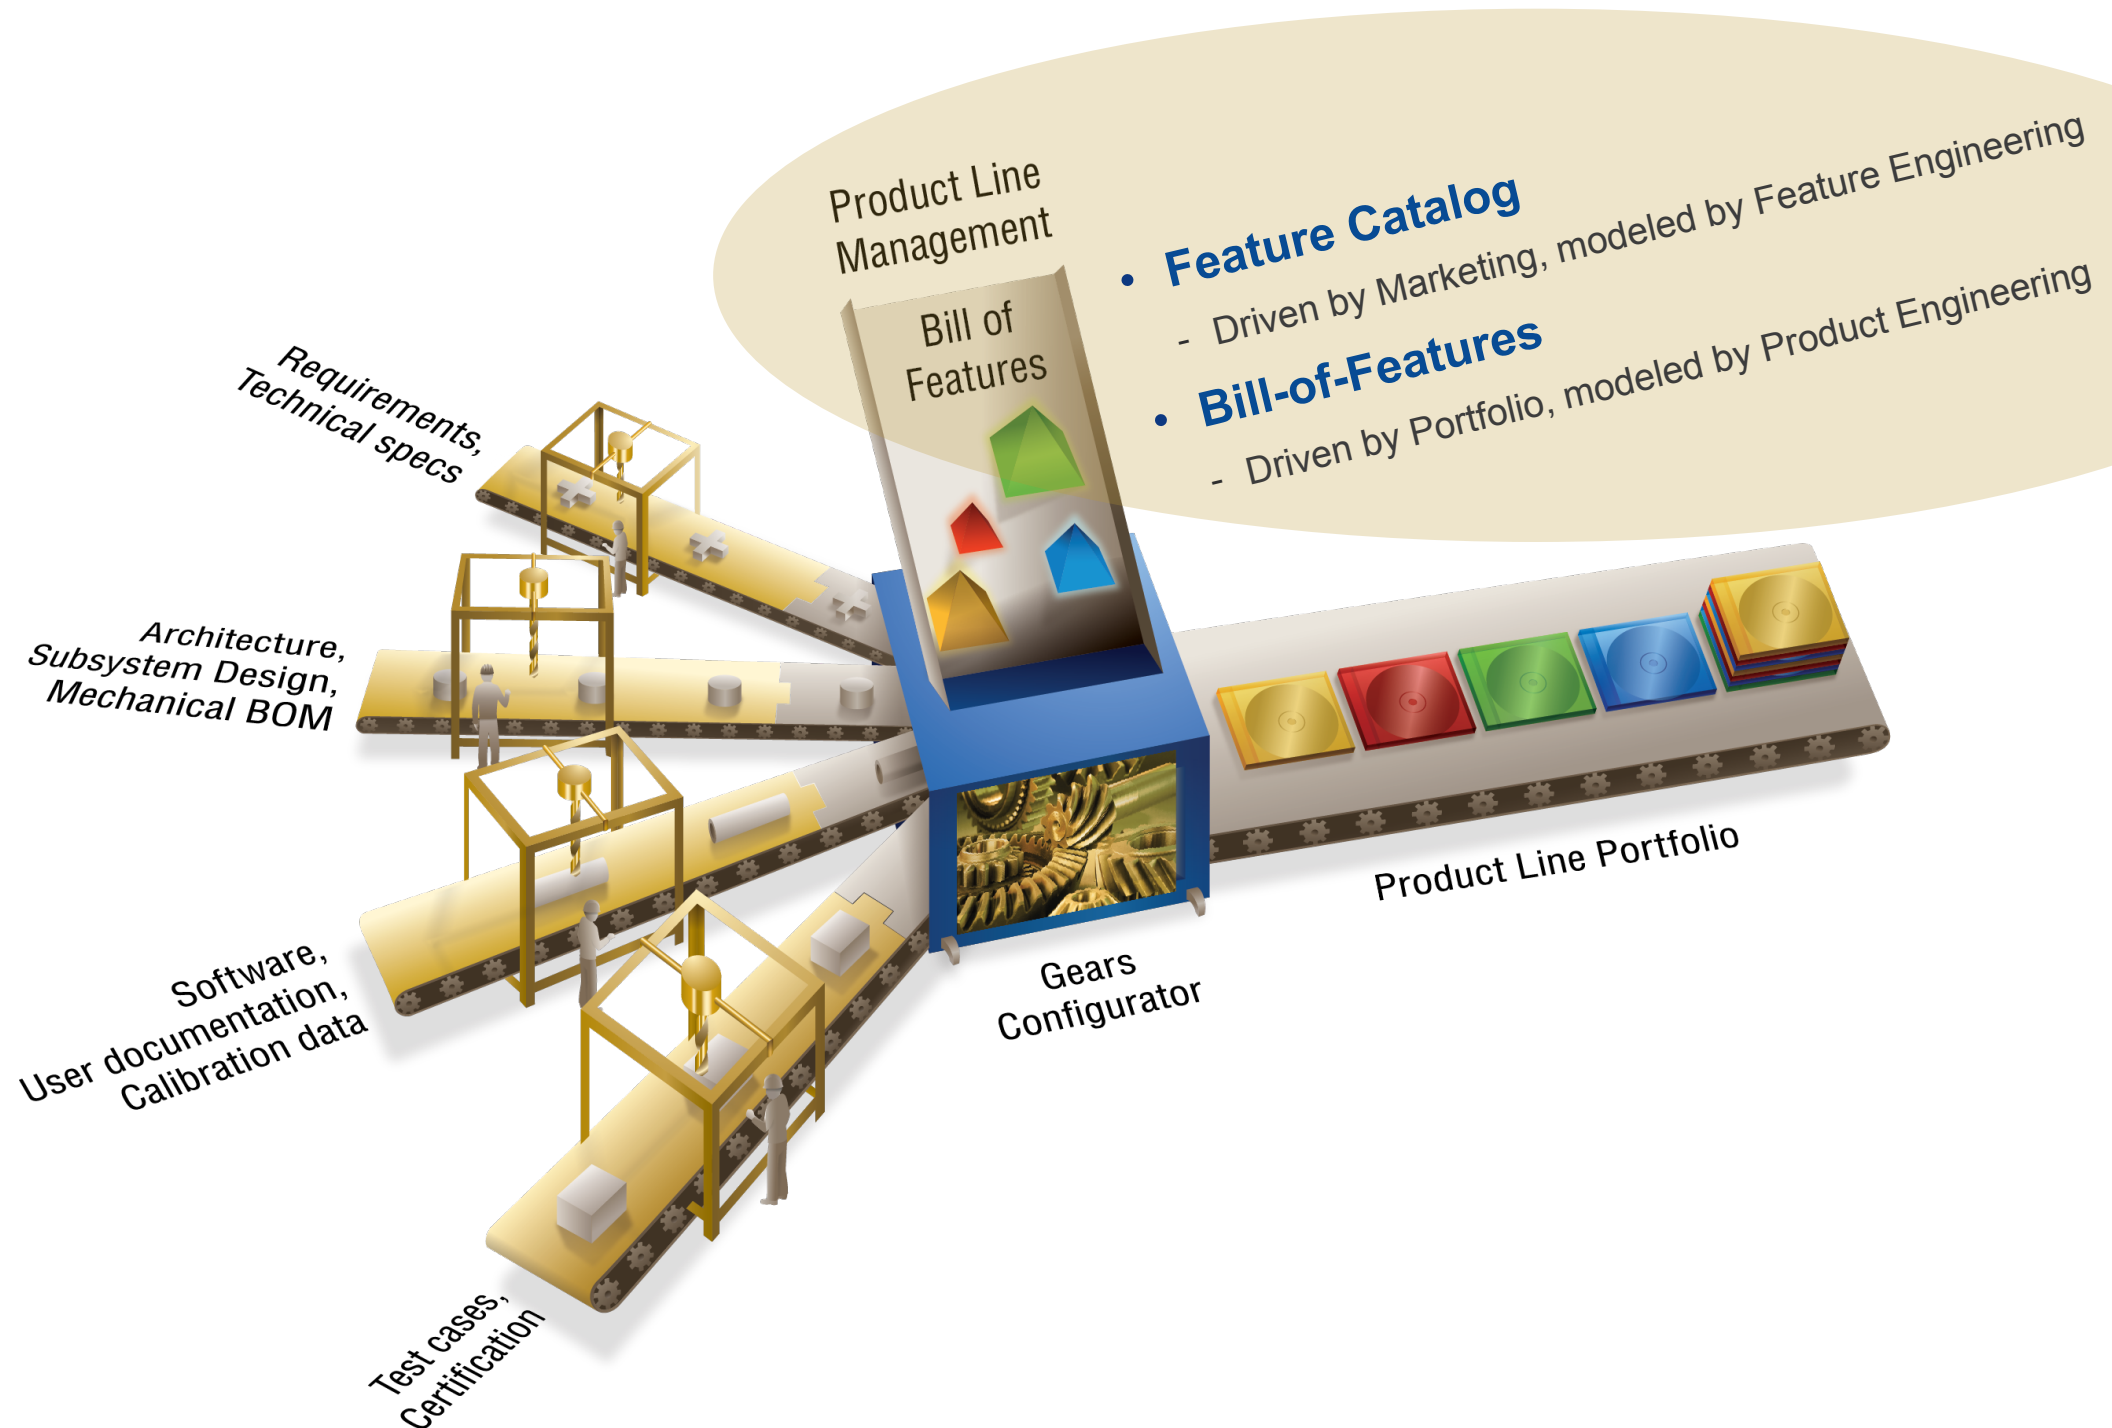 Product Line
Management
• Feature Catalog
- Driven by Marketing, modeled by Feature Engineering
• Bill-of-Features
- Driven by Portfolio, modeled by Product Engineering
Bill of
Features
Requirements,
Technical specs
Architecture,
Subsystem Design,
Mechanical BOM
Software,
User documentation,
Calibration data
Test cases,
Certification
Gears
Configurator
Product Line Portfolio